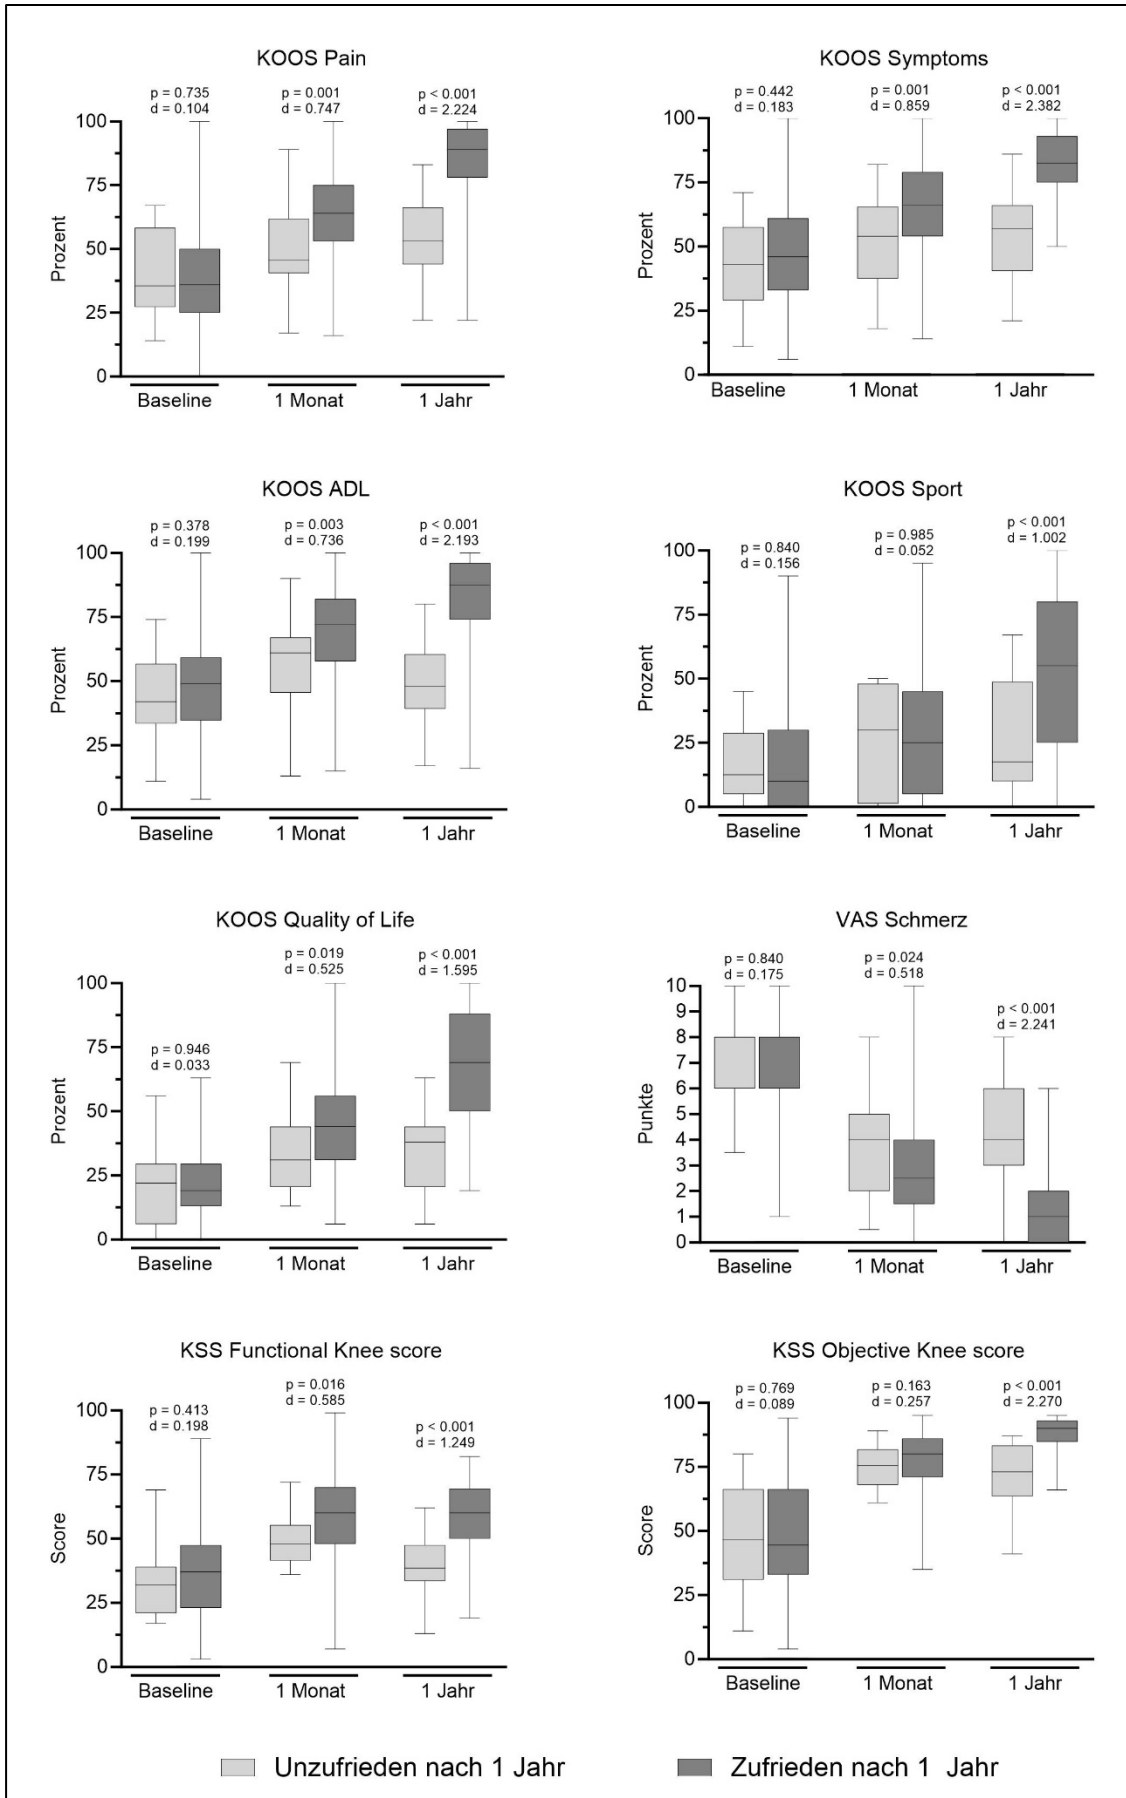 KOOS Pain
p = 0.735 p = 0.001 p < 0.001
d = 0.104 d = 0.747 d = 2.224
100
75
50
25
0
Prozent
Baseline 1 Monat 1 Jahr
KOOS Symptoms
p = 0.442 p = 0.001 p < 0.001
d = 0.183 d = 0.859 d = 2.382
100
75
50
25
0
Prozent
Baseline 1 Monat 1 Jahr
KOOS ADL
p = 0.378 p = 0.003 p < 0.001
d = 0.199 d = 0.736 d = 2.193
100
75
50
25
0
Prozent
Baseline 1 Monat 1 Jahr
KOOS Sport
p = 0.840 p = 0.985 p < 0.001
d = 0.156 d = 0.052 d = 1.002
100
75
50
25
0
Prozent
Baseline 1 Monat 1 Jahr
KOOS Quality of Life
p = 0.946 p = 0.019 p < 0.001
d = 0.033 d = 0.525 d = 1.595
100
75
50
25
0
Prozent
Baseline 1 Monat 1 Jahr
VAS Schmerz
p = 0.840 p = 0.024 p < 0.001
d = 0.175 d = 0.518 d = 2.241
10
9
8
7
6
5
4
3
2
1
0
Punkte
Baseline 1 Monat 1 Jahr
KSS Functional Knee score
p = 0.413 p = 0.016 p < 0.001
d = 0.198 d = 0.585 d = 1.249
100
75
50
25
0
Score
Baseline 1 Monat 1 Jahr
KSS Objective Knee score
p = 0.769 p = 0.163 p < 0.001
d = 0.089 d = 0.257 d = 2.270
100
75
50
25
0
Score
Baseline 1 Monat 1 Jahr
Unzufrieden nach 1 Jahr Zufrieden nach 1 Jahr